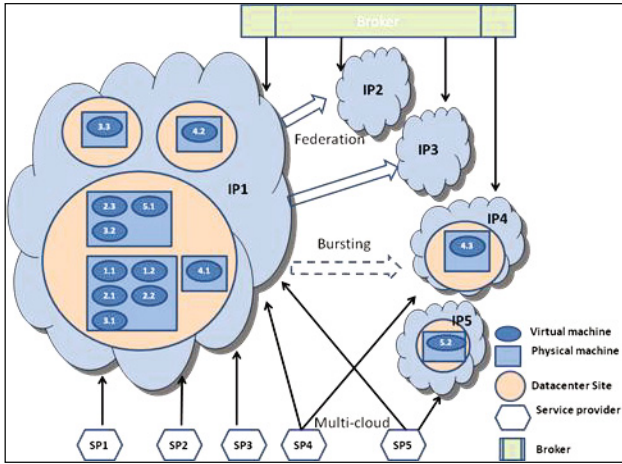 Broker
IP2
3.3
4.2
Federation
IP3
IP1
2.3 5.1
3.2
IP4
4.3
Bursting
1.1 1.2 4.1
2.1 2.2
3.1
IP5
5.2
Virtual machine
Physical machine
Datacenter Site
Service provider
Broker
Multi-cloud
SP1 SP2 SP3 SP4 SP5